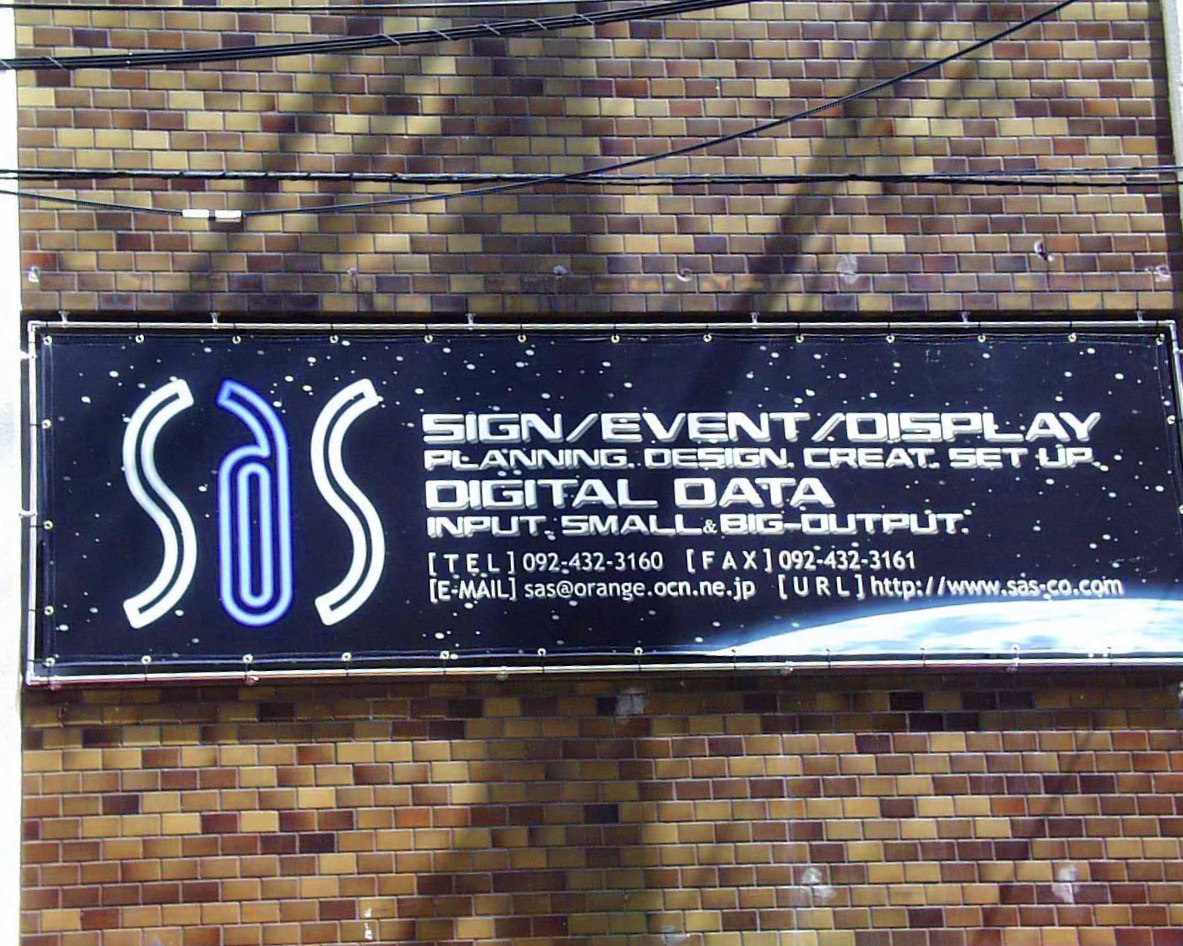 SaS
SIGN/EVENT/DISPLAY
PLANNING. DESIGN. CREAT. SET UP.
DIGITAL DATA
INPUT. SMALL&BIG-OUTPUT.
[TEL] 092-432-3160 [FAX] 092-432-3161
[E-MAIL] sas@orange.ocn.ne.jp [URL] http://www.sas-co.com